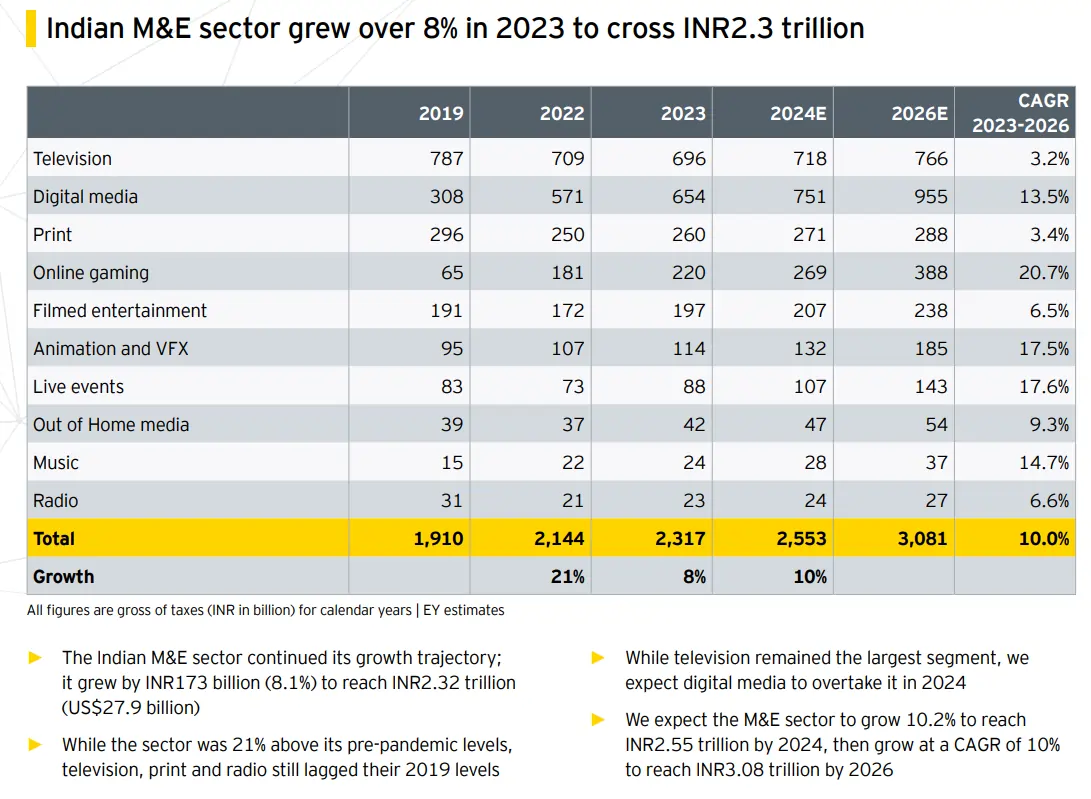 Indian M&E sector grew over 8% in 2023 to cross INR2.3 trillion
2019 2022 2023 2024E 2026E CAGR 2023-2026
Television 787 709 696 718 766 3.2%
Digital media 308 571 654 751 955 13.5%
Print 296 250 260 271 288 3.4%
Online gaming 65 181 220 269 388 20.7%
Filmed entertainment 191 172 197 207 238 6.5%
Animation and VFX 95 107 114 132 185 17.5%
Live events 83 73 88 107 143 17.6%
Out of Home media 39 37 42 47 54 9.3%
Music 15 22 24 28 37 14.7%
Radio 31 21 23 24 27 6.6%
Total 1,910 2,144 2,317 2,553 3,081 10.0%
Growth 21% 8% 10%
All figures are gross of taxes (INR in billion) for calendar years | EY estimates
The Indian M&E sector continued its growth trajectory;
it grew by INR173 billion (8.1%) to reach INR2.32 trillion
(US$27.9 billion)
While the sector was 21% above its pre-pandemic levels,
television, print and radio still lagged their 2019 levels
While television remained the largest segment, we
expect digital media to overtake it in 2024
We expect the M&E sector to grow 10.2% to reach
INR2.55 trillion by 2024, then grow at a CAGR of 10%
to reach INR3.08 trillion by 2026